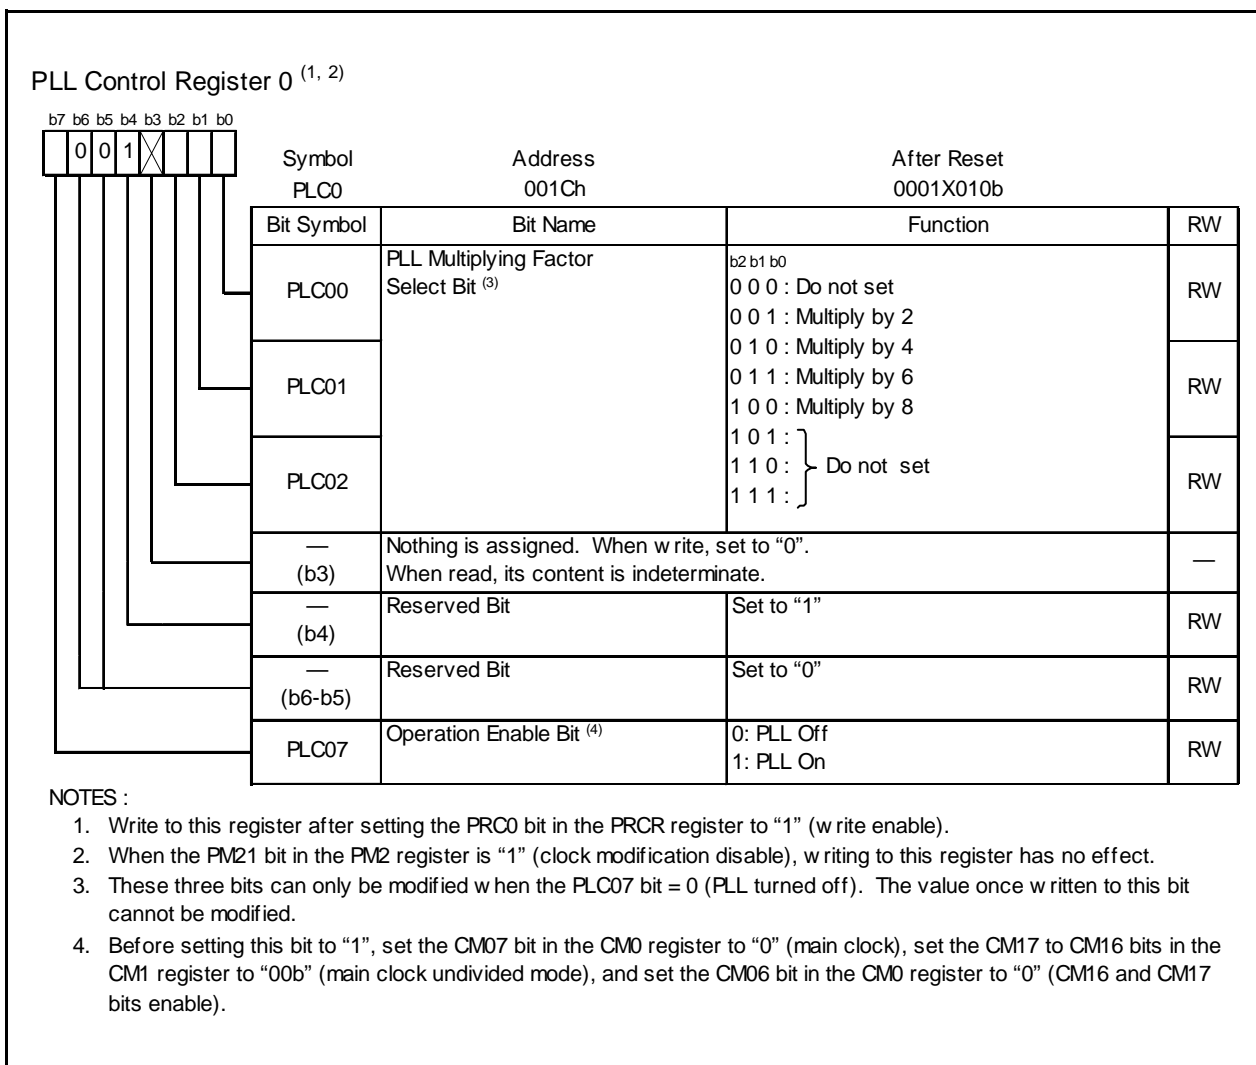 PLL Control Register 0 (1, 2)
b7 b6 b5 b4 b3 b2 b1 b0
0 0 1
Symbol Address After Reset
PLC0 001Ch 0001X010b
Bit Symbol Bit Name Function RW
PLC00 PLL Multiplying Factor
Select Bit (3) b2 b1 b0
0 0 0 : Do not set RW
0 0 1 : Multiply by 2
0 1 0 : Multiply by 4
PLC01 0 1 1 : Multiply by 6 RW
1 0 0 : Multiply by 8
1 0 1 :
PLC02 1 1 0 : Do not set RW
1 1 1 :
— Nothing is assigned. When write, set to “0”. —
(b3) When read, its content is indeterminate.
— Reserved Bit Set to “1” RW
(b4)
— Reserved Bit Set to “0” RW
(b6-b5)
PLC07 Operation Enable Bit (4) 0: PLL Off RW
1: PLL On
NOTES :
1. Write to this register after setting the PRC0 bit in the PRCR register to “1” (write enable).
2. When the PM21 bit in the PM2 register is “1” (clock modification disable), writing to this register has no effect.
3. These three bits can only be modified when the PLC07 bit = 0 (PLL turned off). The value once written to this bit
cannot be modified.
4. Before setting this bit to “1”, set the CM07 bit in the CM0 register to “0” (main clock), set the CM17 to CM16 bits in the
CM1 register to “00b” (main clock undivided mode), and set the CM06 bit in the CM0 register to “0” (CM16 and CM17
bits enable).